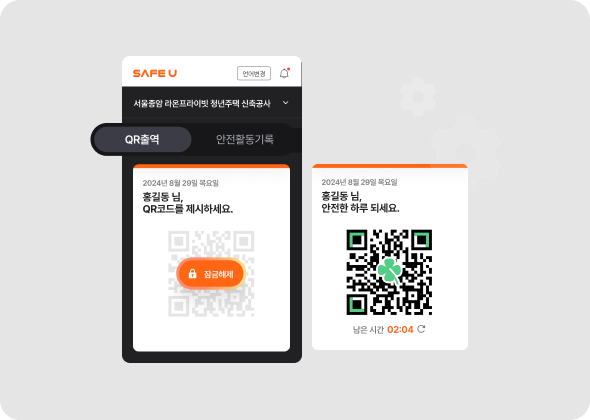 SAFE U
언어변경
서울종암 라온프라이빗 청년주택 신축공사
QR출역
안전활동기록
2024년 8월 29일 목요일
홍길동 님,
QR코드를 제시하세요.
잠금해제
2024년 8월 29일 목요일
홍길동 님,
안전한 하루 되세요.
남은 시간 02:04